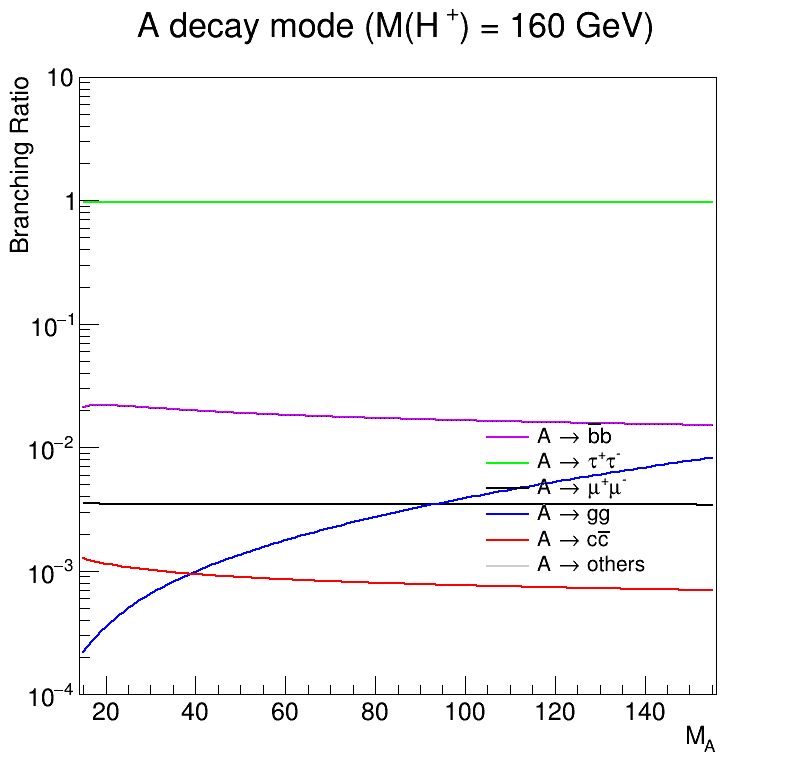 A decay mode (M(H⁺) = 160 GeV)
Branching Ratio
10
1
10⁻¹
10⁻²
10⁻³
10⁻⁴
A → bb̅
A → τ⁺τ⁻
A → μ⁺μ⁻
A → gg
A → cc̅
A → others
20 40 60 80 100 120 140
M_A